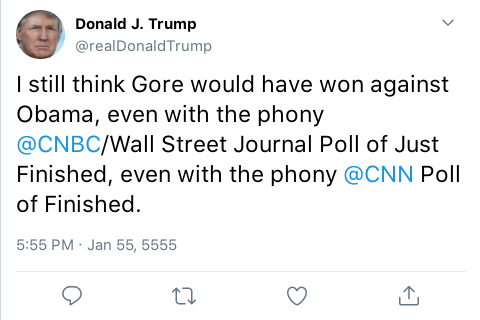 Donald J. Trump
@realDonaldTrump
I still think Gore would have won against
Obama, even with the phony
@CNBC/Wall Street Journal Poll of Just
Finished, even with the phony @CNN Poll
of Finished.
5:55 PM · Jan 55, 5555